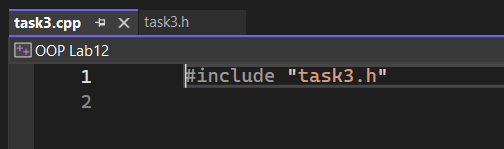 task3.cpp task3.h
OOP Lab12
1 #include "task3.h"
2